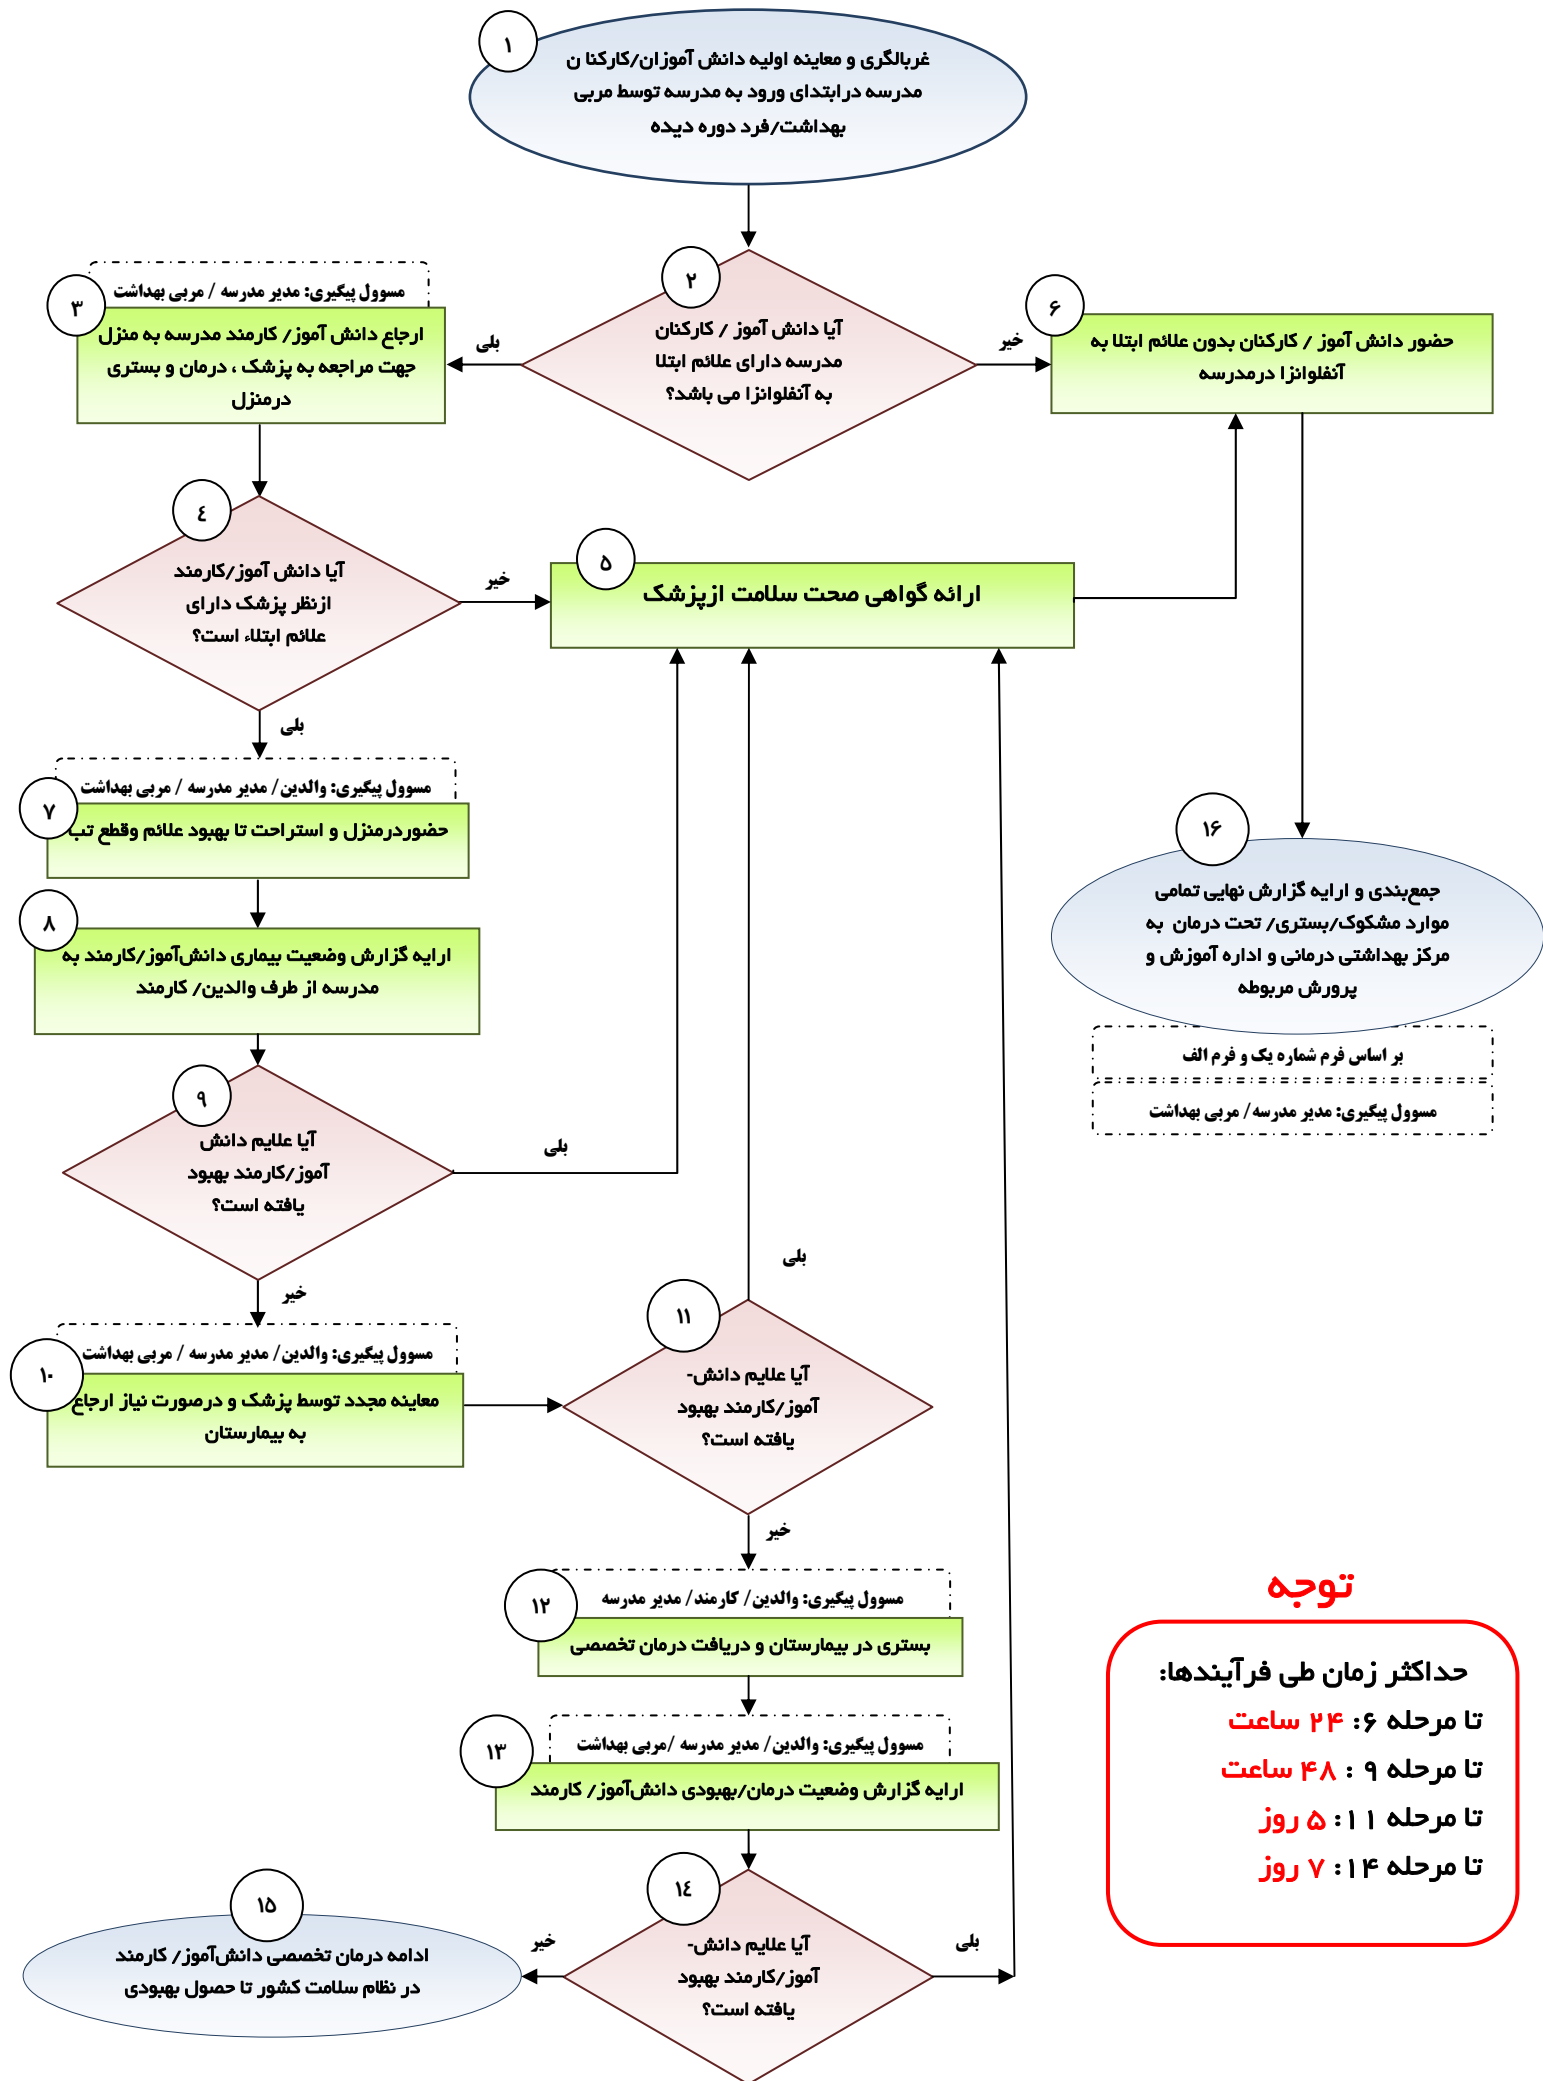 ۱
غربالگری و معاینه اولیه دانش آموزان/کارکنا ن
مدرسه درابتدای ورود به مدرسه توسط مربی
بهداشت/فرد دوره دیده
۲
آیا دانش آموز / کارکنان
مدرسه دارای علائم ابتلا
به آنفلوانزا می باشد؟
بلی
خیر
۳
مسوول پیگیری: مدیر مدرسه / مربی بهداشت
ارجاع دانش آموز/ کارمند مدرسه به منزل
جهت مراجعه به پزشک ، درمان و بستری
درمنزل
۶
حضور دانش آموز / کارکنان بدون علائم ابتلا به
آنفلوانزا درمدرسه
٤
آیا دانش آموز/کارمند
ازنظر پزشک دارای
علائم ابتلاء است؟
خیر
بلی
۵
ارائه گواهی صحت سلامت ازپزشک
۷
مسوول پیگیری: والدین/ مدیر مدرسه / مربی بهداشت
حضوردرمنزل و استراحت تا بهبود علائم وقطع تب
۸
ارایه گزارش وضعیت بیماری دانش‌آموز/کارمند به
مدرسه از طرف والدین/ کارمند
۹
آیا علایم دانش
آموز/کارمند بهبود
یافته است؟
بلی
خیر
۱۰
مسوول پیگیری: والدین/ مدیر مدرسه / مربی بهداشت
معاینه مجدد توسط پزشک و درصورت نیاز ارجاع
به بیمارستان
۱۱
آیا علایم دانش-
آموز/کارمند بهبود
یافته است؟
بلی
خیر
۱۲
مسوول پیگیری: والدین/ کارمند/ مدیر مدرسه
بستری در بیمارستان و دریافت درمان تخصصی
۱۳
مسوول پیگیری: والدین/ مدیر مدرسه /مربی بهداشت
ارایه گزارش وضعیت درمان/بهبودی دانش‌آموز/ کارمند
۱٤
آیا علایم دانش-
آموز/کارمند بهبود
یافته است؟
بلی
خیر
۱۵
ادامه درمان تخصصی دانش‌آموز/ کارمند
در نظام سلامت کشور تا حصول بهبودی
۱۶
جمع‌بندی و ارایه گزارش نهایی تمامی
موارد مشکوک/بستری/ تحت درمان به
مرکز بهداشتی درمانی و اداره آموزش و
پرورش مربوطه
بر اساس فرم شماره یک و فرم الف
مسوول پیگیری: مدیر مدرسه/ مربی بهداشت
توجه
حداکثر زمان طی فرآیندها:
تا مرحله ۶: ۲۴ ساعت
تا مرحله ۹ : ۴۸ ساعت
تا مرحله ۱۱: ۵ روز
تا مرحله ۱۴: ۷ روز